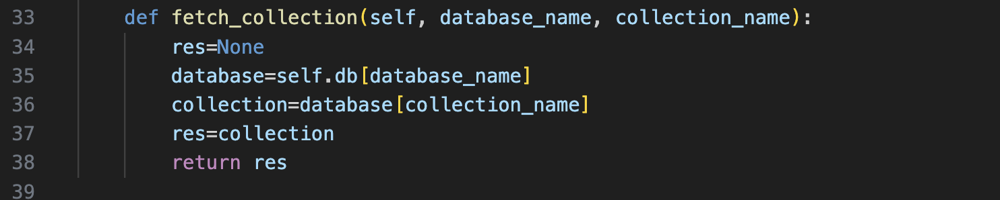 33 def fetch_collection(self, database_name, collection_name):
34 res=None
35 database=self.db[database_name]
36 collection=database[collection_name]
37 res=collection
38 return res
39